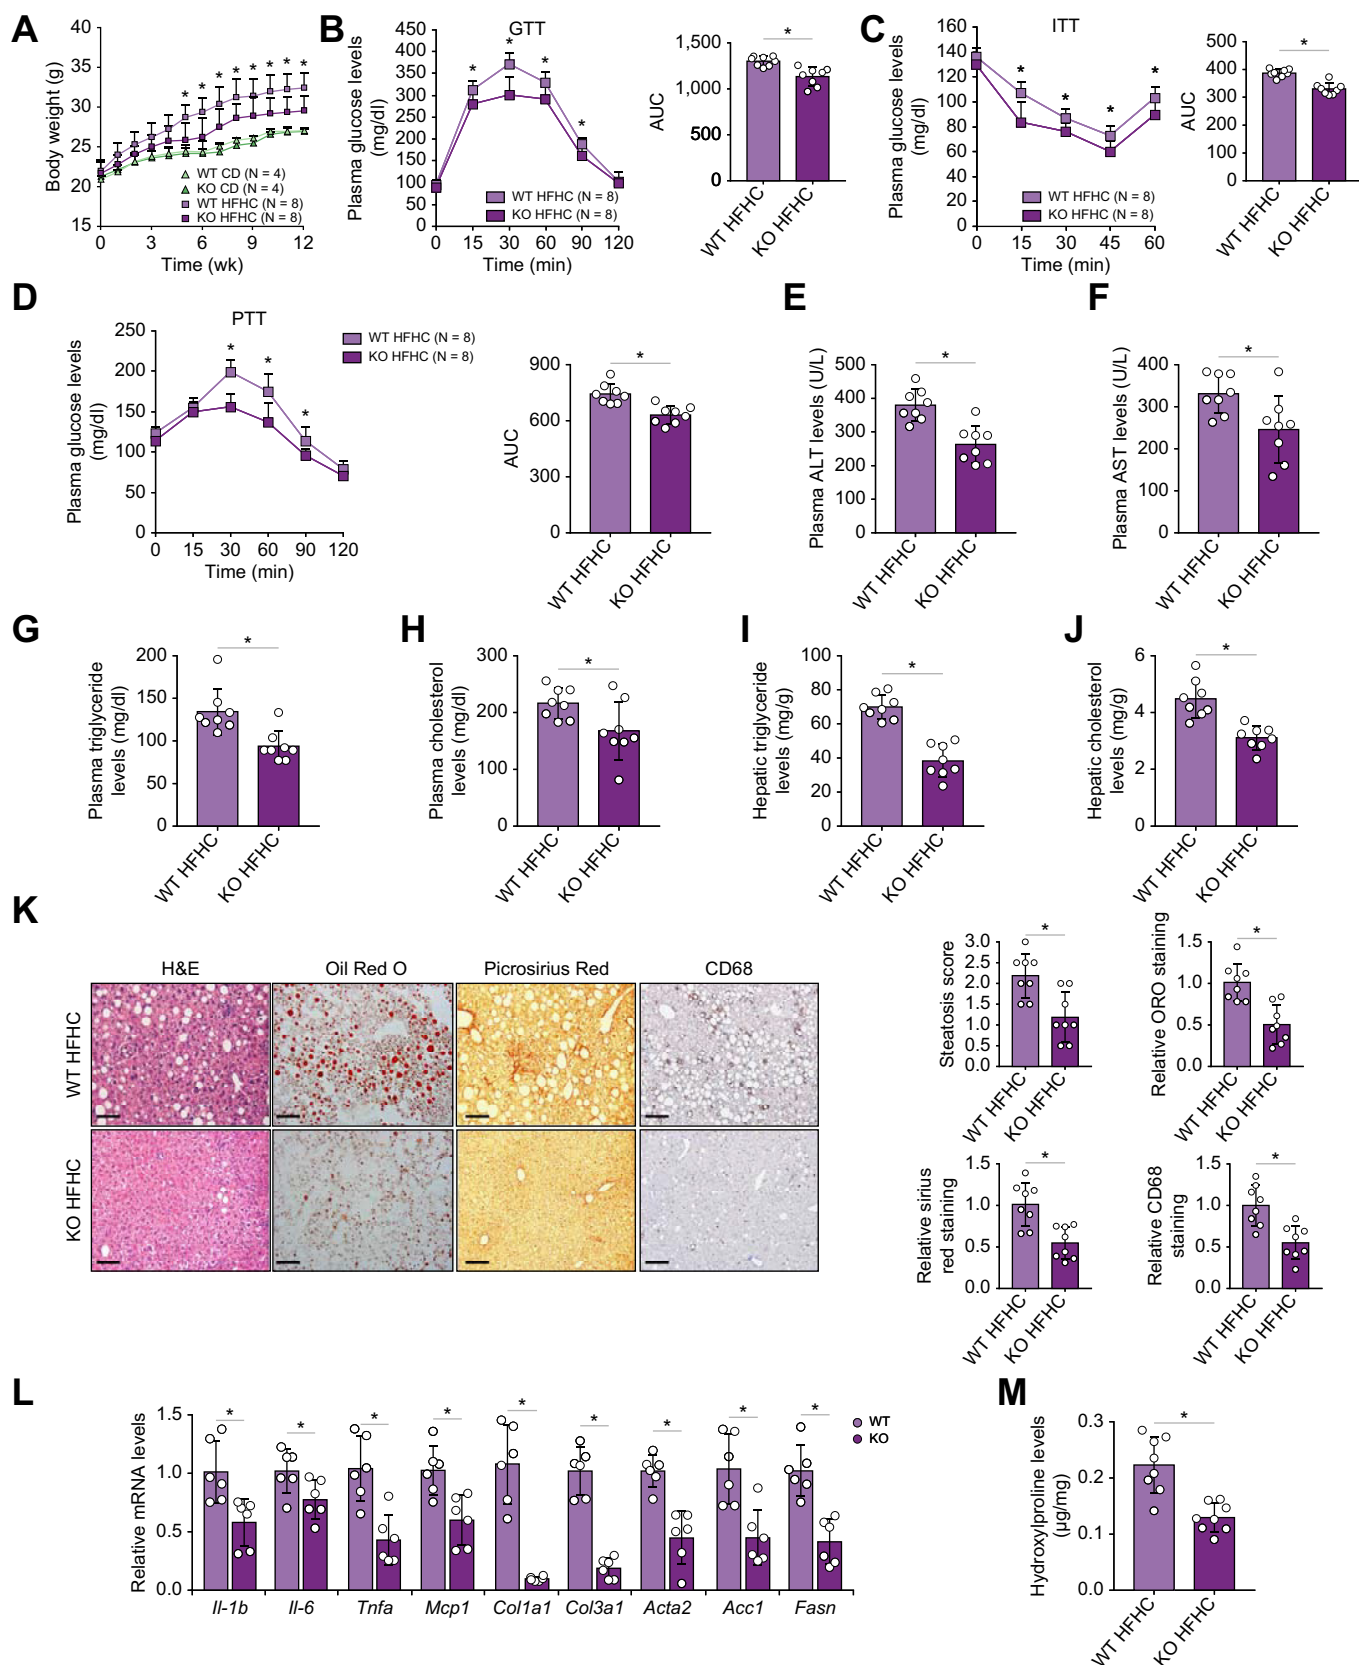 A
Body weight (g)
40
35
30
25
20
15
* * * * * * * *
WT CD (N = 4)
KO CD (N = 4)
WT HFHC (N = 8)
KO HFHC (N = 8)
0 3 6 9 12
Time (wk)
B
GTT
Plasma glucose levels
(mg/dl)
450
400
350
300
250
200
150
100
50
0
* * * *
WT HFHC (N = 8)
KO HFHC (N = 8)
0 15 30 60 90 120
Time (min)
AUC
1,500
1,000
500
0
*
WT HFHC
KO HFHC
C
ITT
Plasma glucose levels
(mg/dl)
160
140
120
100
80
60
40
20
0
* * * *
WT HFHC (N = 8)
KO HFHC (N = 8)
0 15 30 45 60
Time (min)
AUC
500
400
300
200
100
0
*
WT HFHC
KO HFHC
D
PTT
Plasma glucose levels
(mg/dl)
250
200
150
100
50
0
* * *
WT HFHC (N = 8)
KO HFHC (N = 8)
0 15 30 60 90 120
Time (min)
AUC
900
600
300
0
*
WT HFHC
KO HFHC
E
Plasma ALT levels (U/L)
500
400
300
200
100
0
*
WT HFHC
KO HFHC
F
Plasma AST levels (U/L)
400
300
200
100
0
*
WT HFHC
KO HFHC
G
Plasma triglyceride
levels (mg/dl)
200
150
100
50
0
*
WT HFHC
KO HFHC
H
Plasma cholesterol
levels (mg/dl)
300
200
100
0
*
WT HFHC
KO HFHC
I
Hepatic triglyceride
levels (mg/g)
100
80
60
40
20
0
*
WT HFHC
KO HFHC
J
Hepatic cholesterol
levels (mg/g)
6
4
2
0
*
WT HFHC
KO HFHC
K
H&E
Oil Red O
Picrosirius Red
CD68
WT HFHC
KO HFHC
Steatosis score
3.0
2.5
2.0
1.5
1.0
0.5
0.0
*
WT HFHC
KO HFHC
Relative ORO staining
1.5
1.0
0.5
0.0
*
WT HFHC
KO HFHC
Relative sirius
red staining
1.5
1.0
0.5
0.0
*
WT HFHC
KO HFHC
Relative CD68
staining
1.5
1.0
0.5
0.0
*
WT HFHC
KO HFHC
L
Relative mRNA levels
1.5
1.0
0.5
0.0
* * * * * * * * *
WT
KO
Il-1b Il-6 Tnfa Mcp1 Col1a1 Col3a1 Acta2 Acc1 Fasn
M
Hydroxylproline levels
(µg/mg)
0.3
0.2
0.1
0.0
*
WT HFHC
KO HFHC